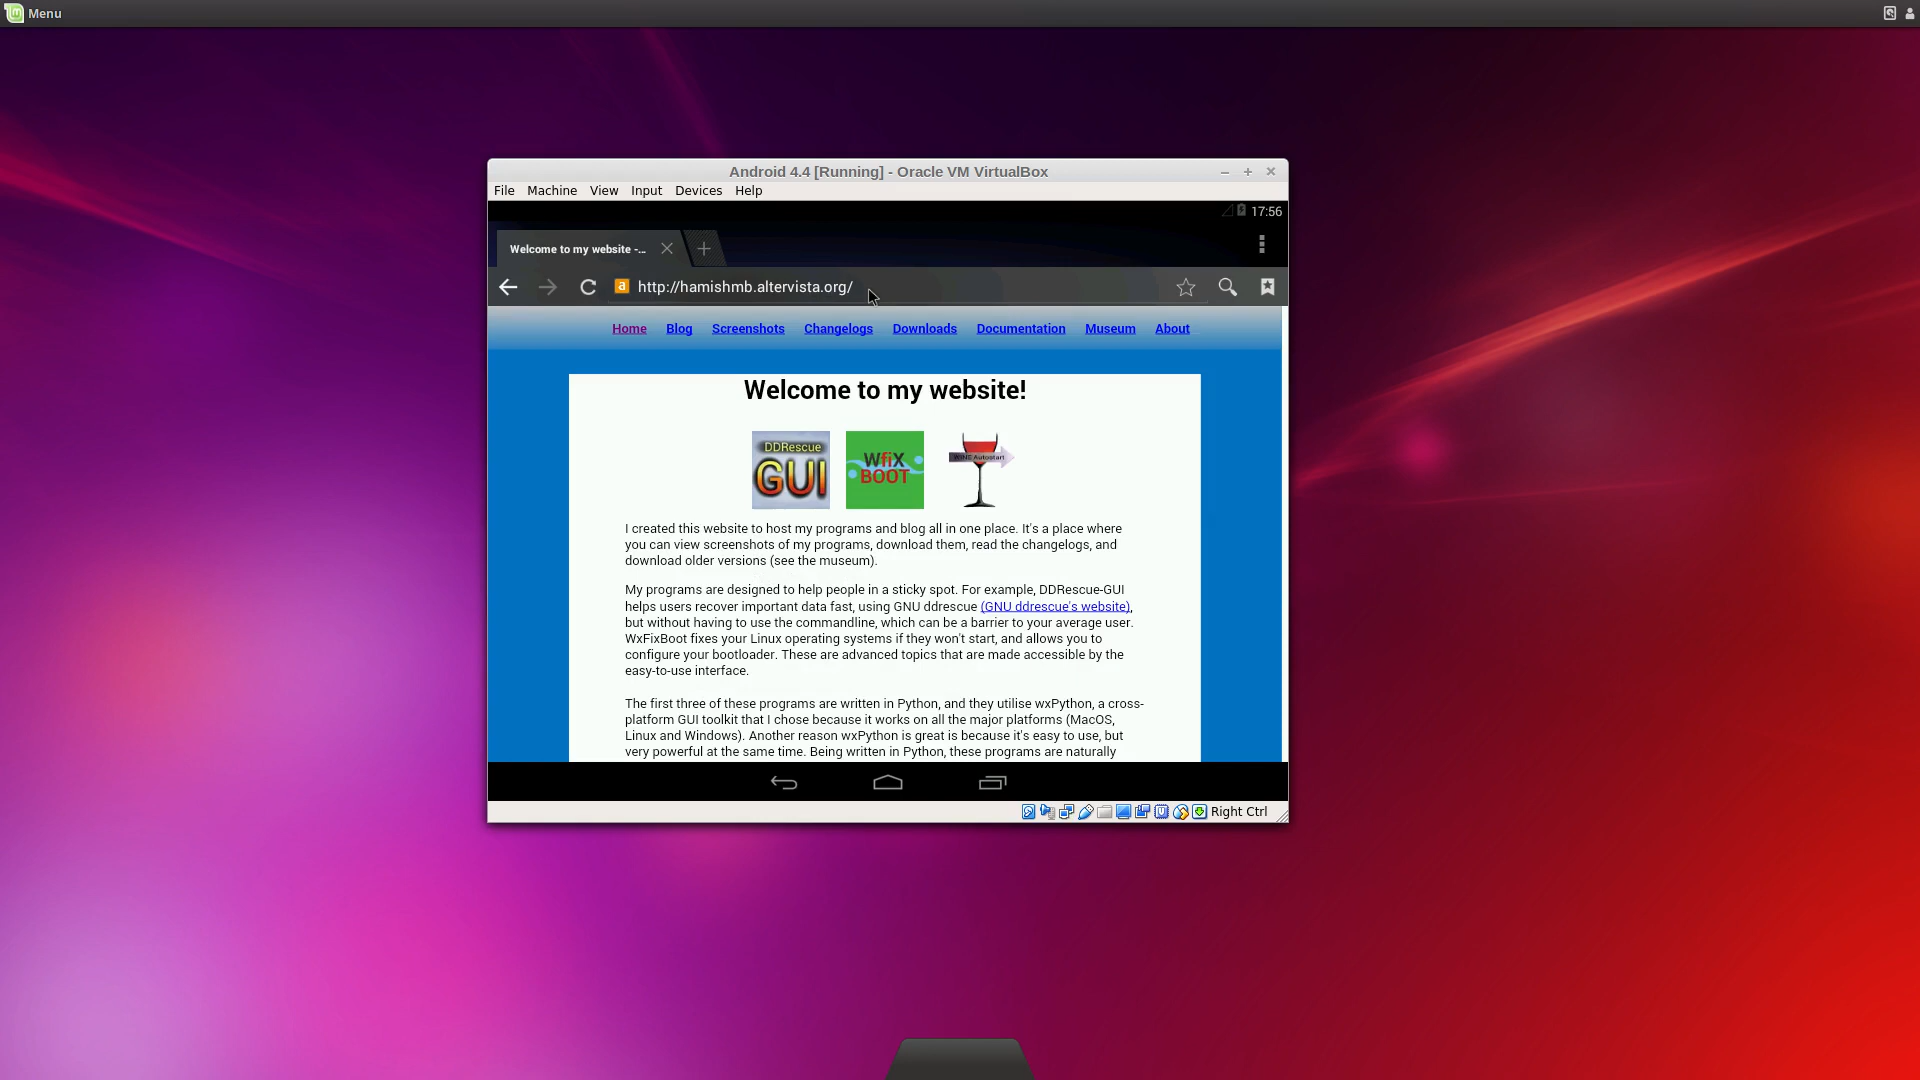 Menu
Android 4.4 [Running] - Oracle VM VirtualBox
File Machine View Input Devices Help
17:56
Welcome to my website -...
http://hamishmb.altervista.org/
Home Blog Screenshots Changelogs Downloads Documentation Museum About
Welcome to my website!
DDRescue
GUI
WfiX
BOOT
WINE Autostart
I created this website to host my programs and blog all in one place. It's a place where
you can view screenshots of my programs, download them, read the changelogs, and
download older versions (see the museum).
My programs are designed to help people in a sticky spot. For example, DDRescue-GUI
helps users recover important data fast, using GNU ddrescue (GNU ddrescue's website),
but without having to use the commandline, which can be a barrier to your average user.
WxFixBoot fixes your Linux operating systems if they won't start, and allows you to
configure your bootloader. These are advanced topics that are made accessible by the
easy-to-use interface.
The first three of these programs are written in Python, and they utilise wxPython, a cross-
platform GUI toolkit that I chose because it works on all the major platforms (MacOS,
Linux and Windows). Another reason wxPython is great is because it's easy to use, but
very powerful at the same time. Being written in Python, these programs are naturally
Right Ctrl